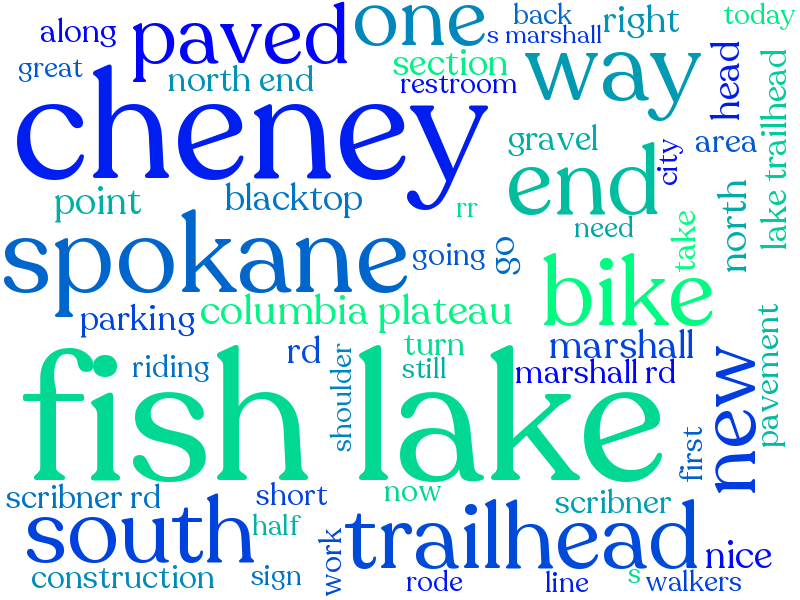 along
paved
one
back
s marshall
right
today
great
north end
section
restroom
way
head
lake trailhead
cheney
gravel
city
area
end
point
blacktop
rr
need
north
take
spokane
going
go
bike
parking
columbia plateau
rd
turn
marshall
riding
shoulder
still
marshall rd
new
pavement
fish lake
first
scribner rd
short
now
scribner
south
half
trailhead
work
nice
construction
sign
rode
line
s
walkers